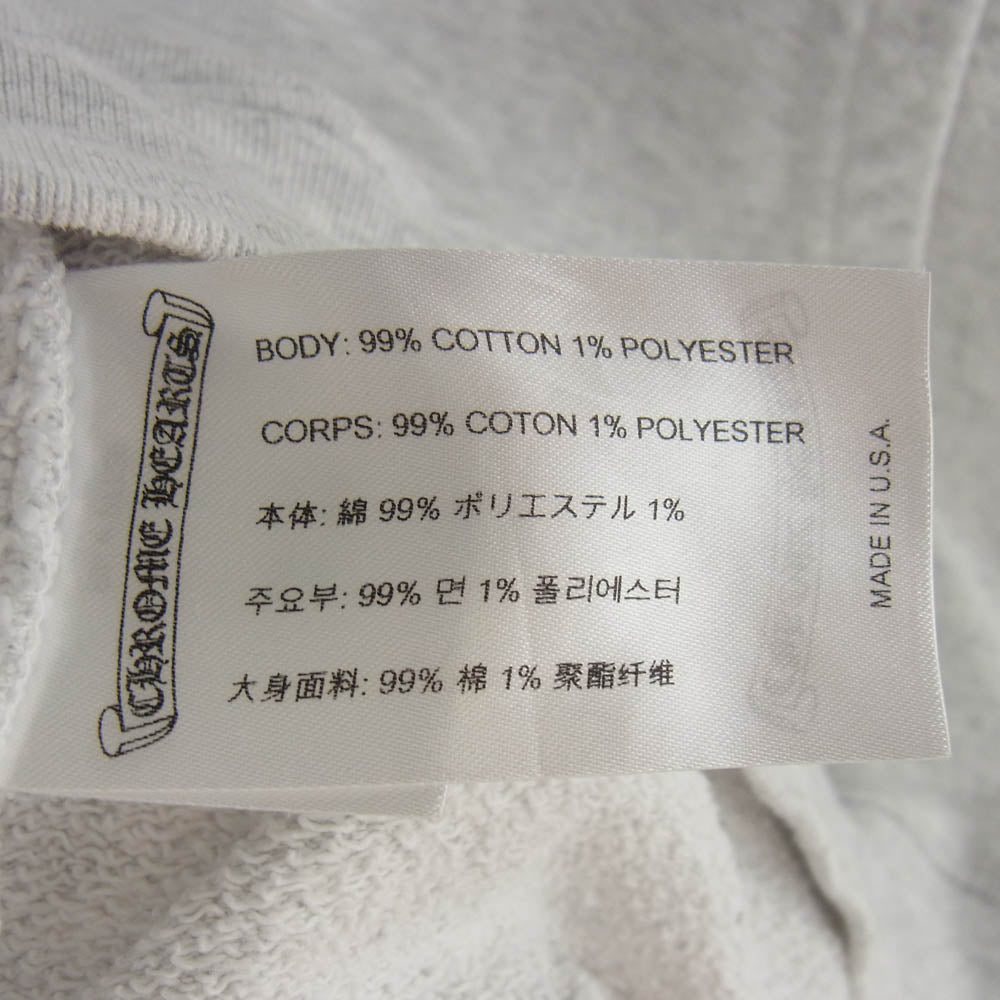 CHROME HEARTS
BODY: 99% COTTON 1% POLYESTER
CORPS: 99% COTON 1% POLYESTER
本体: 綿 99% ポリエステル 1%
주요부: 99% 면 1% 폴리에스터
大身面料: 99% 棉 1% 聚酯纤维
MADE IN U.S.A.